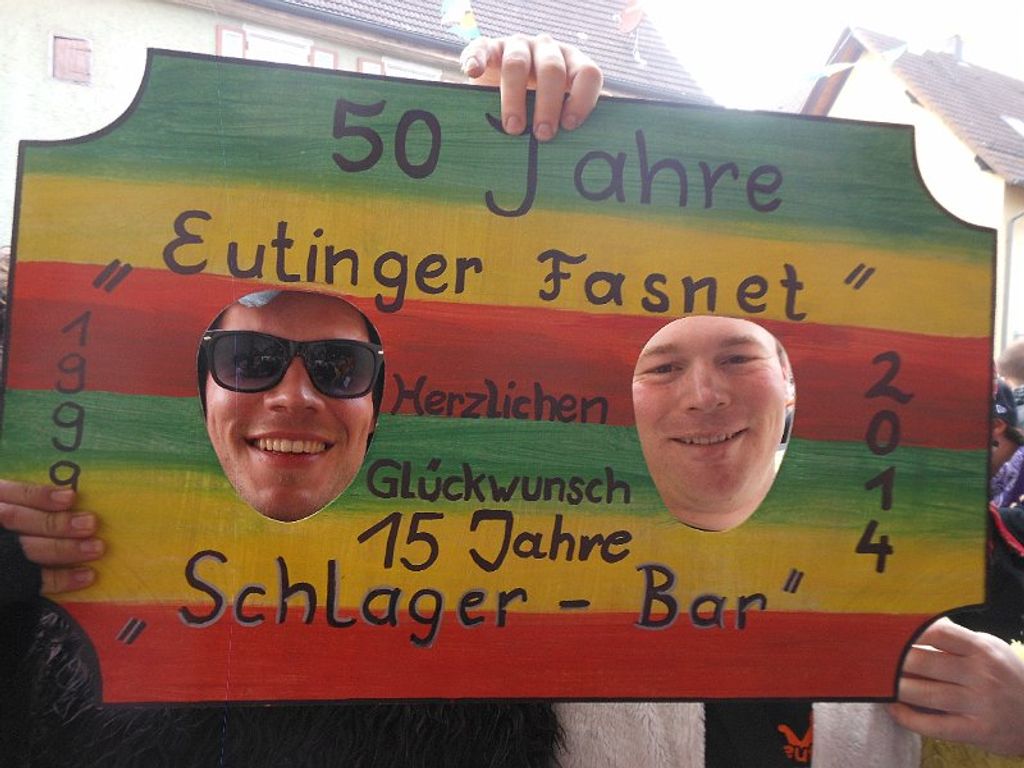 50 Jahre
"Eutinger Fasnet"
1999
Herzlichen
Glückwunsch
2014
15 Jahre
"Schlager-Bar"